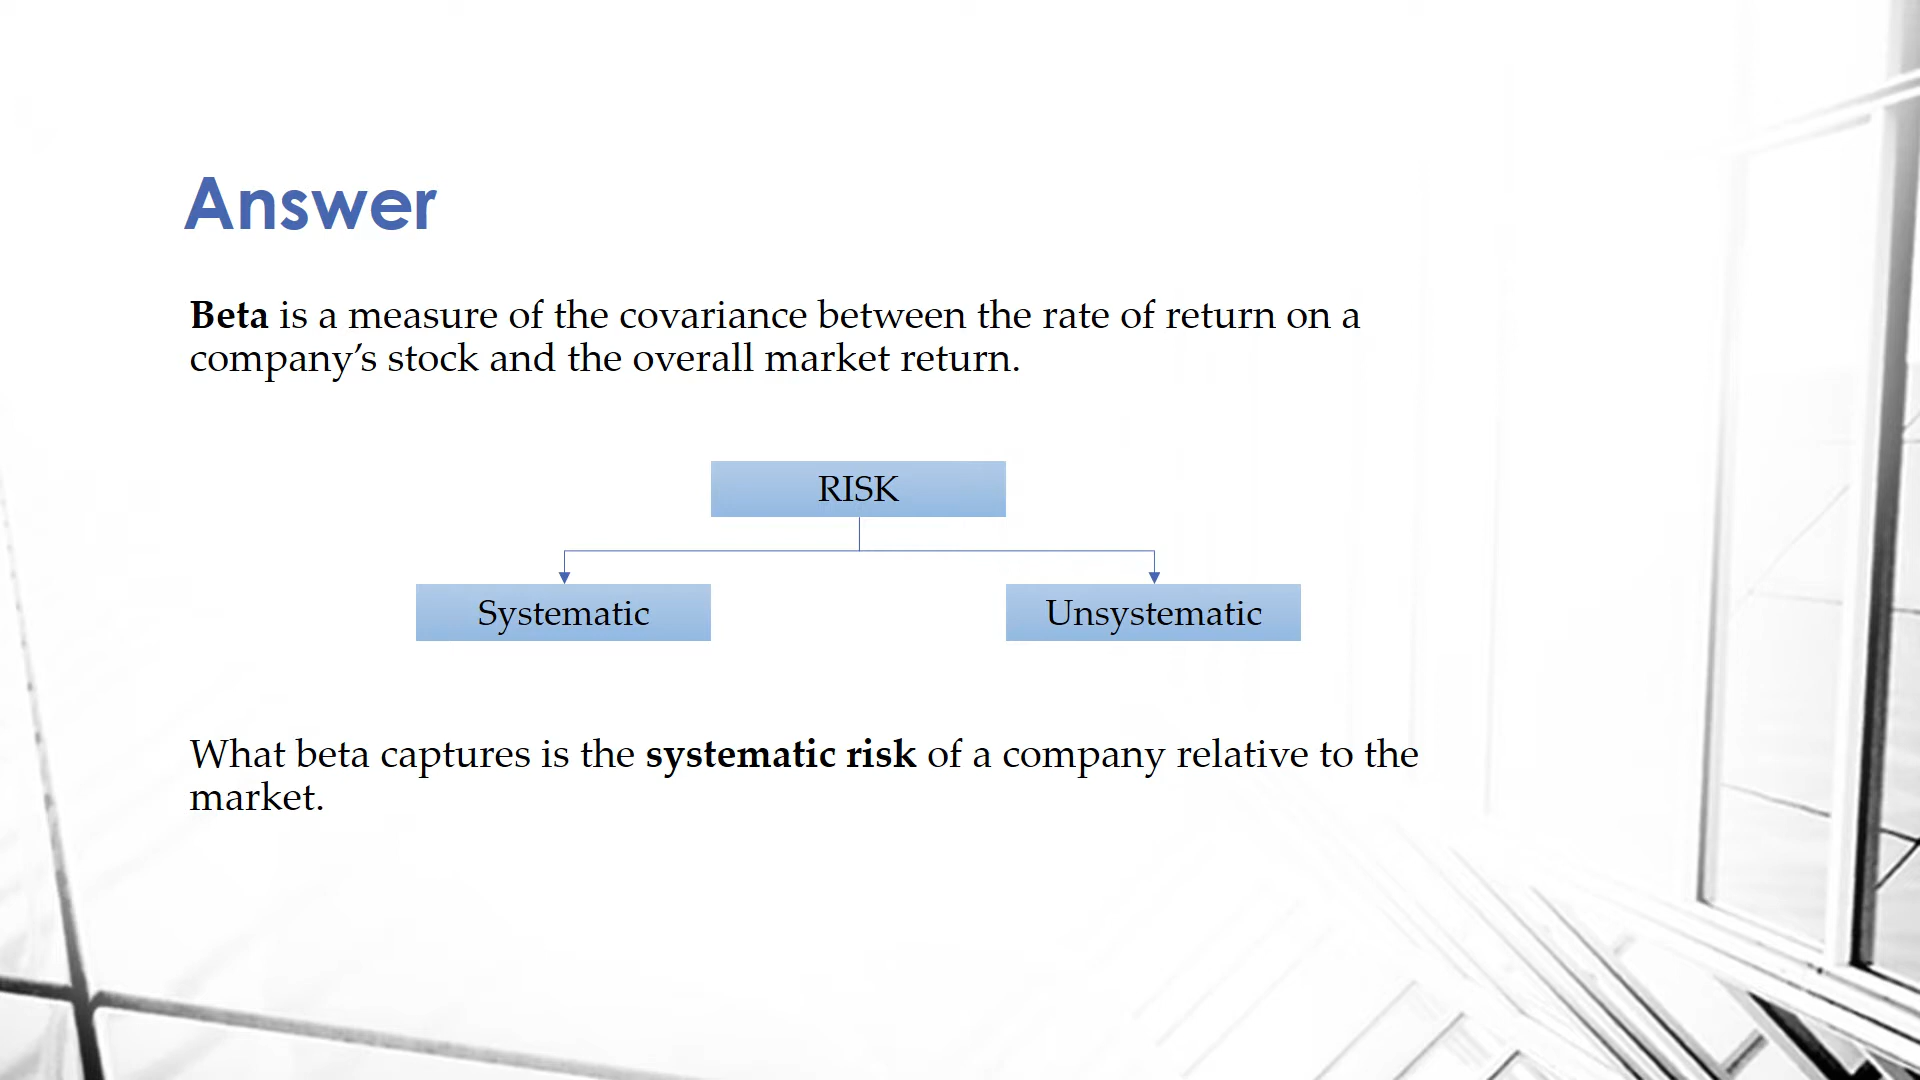 Answer
Beta is a measure of the covariance between the rate of return on a
company’s stock and the overall market return.
RISK
Systematic
Unsystematic
What beta captures is the systematic risk of a company relative to the
market.